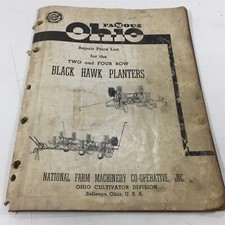 FAMOUS
Ohio
Repair Price List
for the
TWO and FOUR ROW
BLACK HAWK PLANTERS
NATIONAL FARM MACHINERY CO-OPERATIVE, INC.
OHIO CULTIVATOR DIVISION
Bellevue, Ohio, U. S. A.